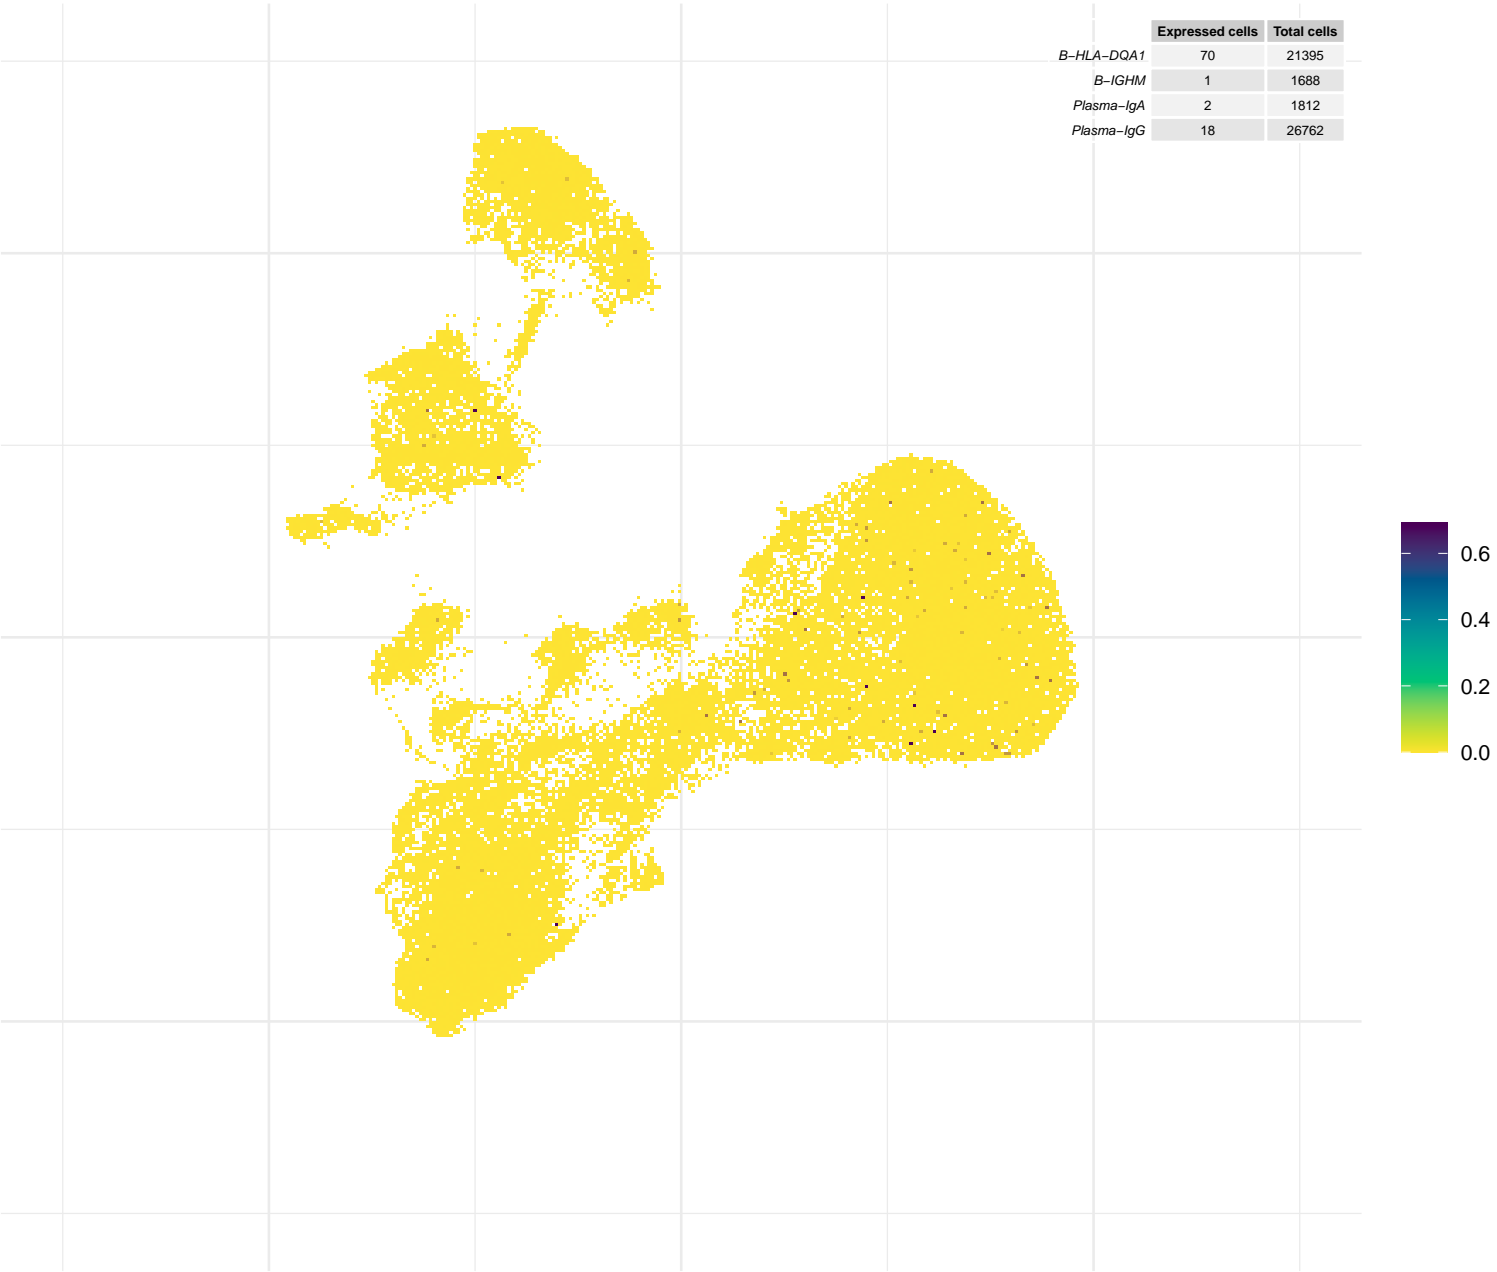 Expressed cells Total cells
B−HLA−DQA1 70 21395
B−IGHM 1 1688
Plasma−IgA 2 1812
Plasma−IgG 18 26762
0.6
0.4
0.2
0.0